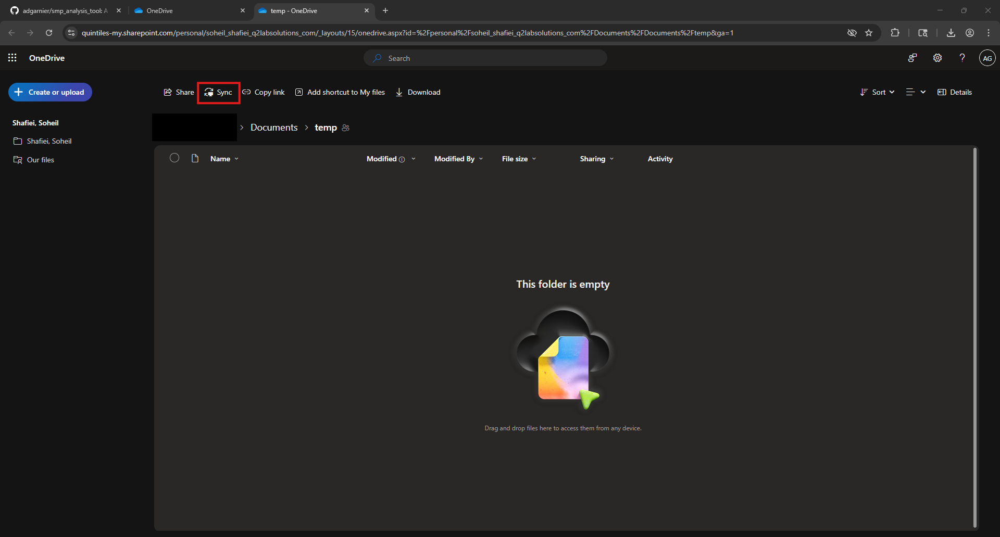 adgarnier/smp_analysis_tool: A
OneDrive
temp - OneDrive
quintiles-my.sharepoint.com/personal/soheil_shafiei_q2labsolutions_com/_layouts/15/onedrive.aspx?id=%2Fpersonal%2Fsoheil_shafiei_q2labsolutions_com%2FDocuments%2FDocuments%2Ftemp&ga=1
OneDrive
Search
AG
Create or upload
Share
Sync
Copy link
Add shortcut to My files
Download
Sort
Details
Shafiei, Soheil
Shafiei, Soheil
Our files
Documents > temp
Name
Modified
Modified By
File size
Sharing
Activity
This folder is empty
Drag and drop files here to access them from any device.